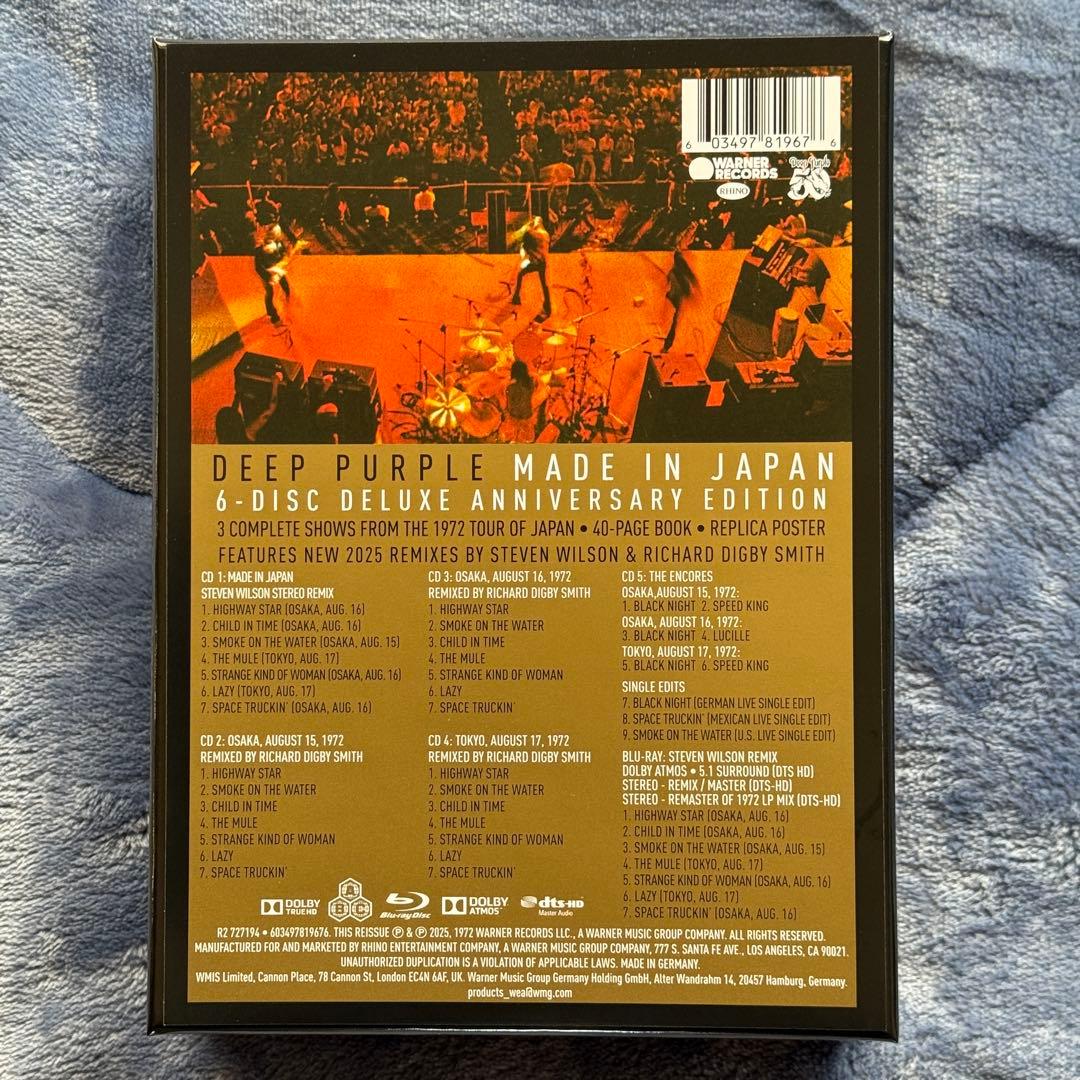 6 03497 81967 6
WARNER
RECORDS
RHINO
Deep Purple
50
DEEP PURPLE MADE IN JAPAN
6-DISC DELUXE ANNIVERSARY EDITION
3 COMPLETE SHOWS FROM THE 1972 TOUR OF JAPAN • 40-PAGE BOOK • REPLICA POSTER
FEATURES NEW 2025 REMIXES BY STEVEN WILSON & RICHARD DIGBY SMITH
CD 1: MADE IN JAPAN
STEVEN WILSON STEREO REMIX
1. HIGHWAY STAR (OSAKA, AUG. 16)
2. CHILD IN TIME (OSAKA, AUG. 16)
3. SMOKE ON THE WATER (OSAKA, AUG. 15)
4. THE MULE (TOKYO, AUG. 17)
5. STRANGE KIND OF WOMAN (OSAKA, AUG. 16)
6. LAZY (TOKYO, AUG. 17)
7. SPACE TRUCKIN' (OSAKA, AUG. 16)
CD 2: OSAKA, AUGUST 15, 1972
REMIXED BY RICHARD DIGBY SMITH
1. HIGHWAY STAR
2. SMOKE ON THE WATER
3. CHILD IN TIME
4. THE MULE
5. STRANGE KIND OF WOMAN
6. LAZY
7. SPACE TRUCKIN'
CD 3: OSAKA, AUGUST 16, 1972
REMIXED BY RICHARD DIGBY SMITH
1. HIGHWAY STAR
2. SMOKE ON THE WATER
3. CHILD IN TIME
4. THE MULE
5. STRANGE KIND OF WOMAN
6. LAZY
7. SPACE TRUCKIN'
CD 4: TOKYO, AUGUST 17, 1972
REMIXED BY RICHARD DIGBY SMITH
1. HIGHWAY STAR
2. SMOKE ON THE WATER
3. CHILD IN TIME
4. THE MULE
5. STRANGE KIND OF WOMAN
6. LAZY
7. SPACE TRUCKIN'
CD 5: THE ENCORES
OSAKA,AUGUST 15, 1972:
1. BLACK NIGHT 2. SPEED KING
OSAKA, AUGUST 16, 1972:
3. BLACK NIGHT 4. LUCILLE
TOKYO, AUGUST 17, 1972:
5. BLACK NIGHT 6. SPEED KING
SINGLE EDITS
7. BLACK NIGHT (GERMAN LIVE SINGLE EDIT)
8. SPACE TRUCKIN' (MEXICAN LIVE SINGLE EDIT)
9. SMOKE ON THE WATER (U.S. LIVE SINGLE EDIT)
BLU-RAY: STEVEN WILSON REMIX
DOLBY ATMOS • 5.1 SURROUND (DTS HD)
STEREO - REMIX / MASTER (DTS-HD)
STEREO - REMASTER OF 1972 LP MIX (DTS-HD)
1. HIGHWAY STAR (OSAKA, AUG. 16)
2. CHILD IN TIME (OSAKA, AUG. 16)
3. SMOKE ON THE WATER (OSAKA, AUG. 15)
4. THE MULE (TOKYO, AUG. 17)
5. STRANGE KIND OF WOMAN (OSAKA, AUG. 16)
6. LAZY (TOKYO, AUG. 17)
7. SPACE TRUCKIN' (OSAKA, AUG. 16)
DOLBY
TRUEHD
A
B C
Blu-ray Disc
DOLBY
ATMOS
dts-HD
Master Audio
R2 727194 • 603497819676. THIS REISSUE ℗ & ℗ 2025, 1972 WARNER RECORDS LLC., A WARNER MUSIC GROUP COMPANY. ALL RIGHTS RESERVED.
MANUFACTURED FOR AND MARKETED BY RHINO ENTERTAINMENT COMPANY, A WARNER MUSIC GROUP COMPANY, 777 S. SANTA FE AVE., LOS ANGELES, CA 90021.
UNAUTHORIZED DUPLICATION IS A VIOLATION OF APPLICABLE LAWS. MADE IN GERMANY.
WMIS Limited, Cannon Place, 78 Cannon St, London EC4N 6AF, UK. Warner Music Group Germany Holding GmbH, Alter Wandrahm 14, 20457 Hamburg, Germany.
products_wea@wmg.com